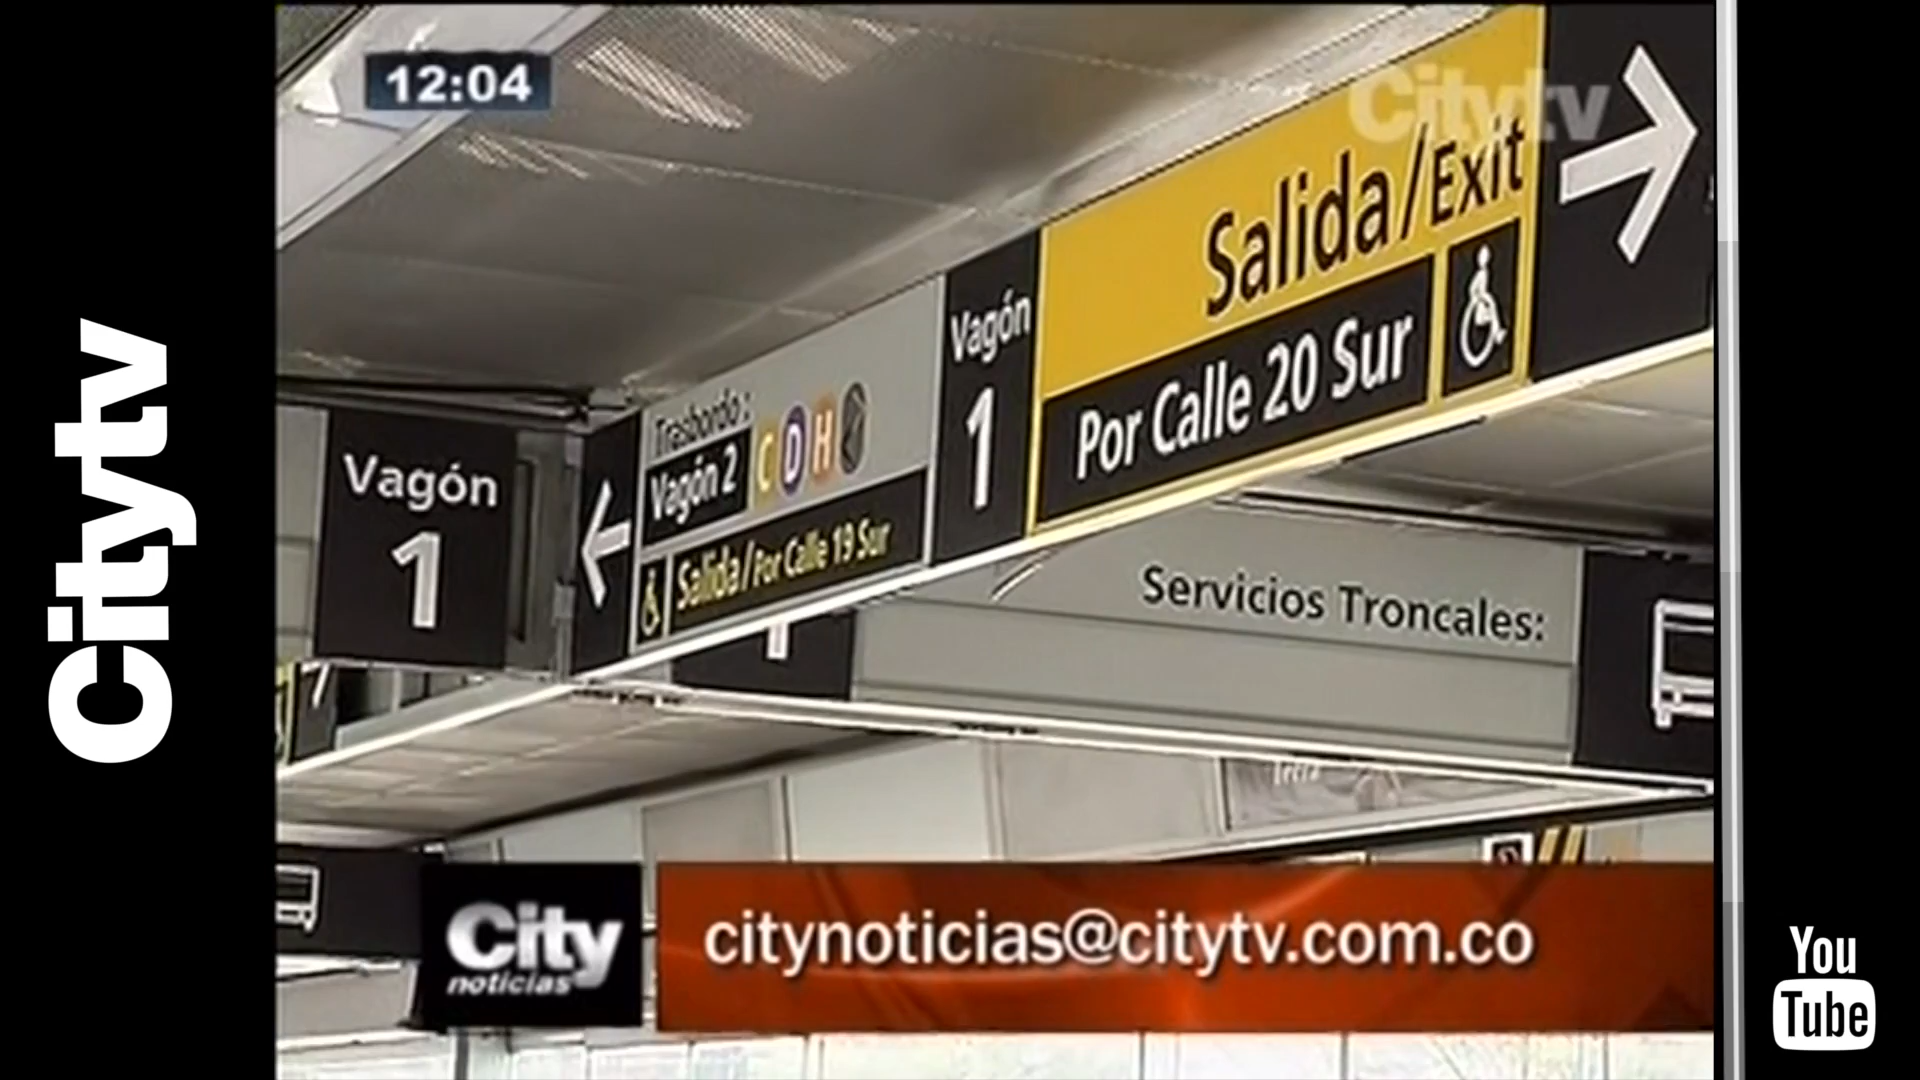 12:04
Citytv
Salida/Exit
Por Calle 20 Sur
Vagón
1
Trasbordo:
Vagón 2
C D H
Salida/Por Calle 19 Sur
Vagón
1
Servicios Troncales:
1
City
noticias
citynoticias@citytv.com.co
Citytv
You
Tube